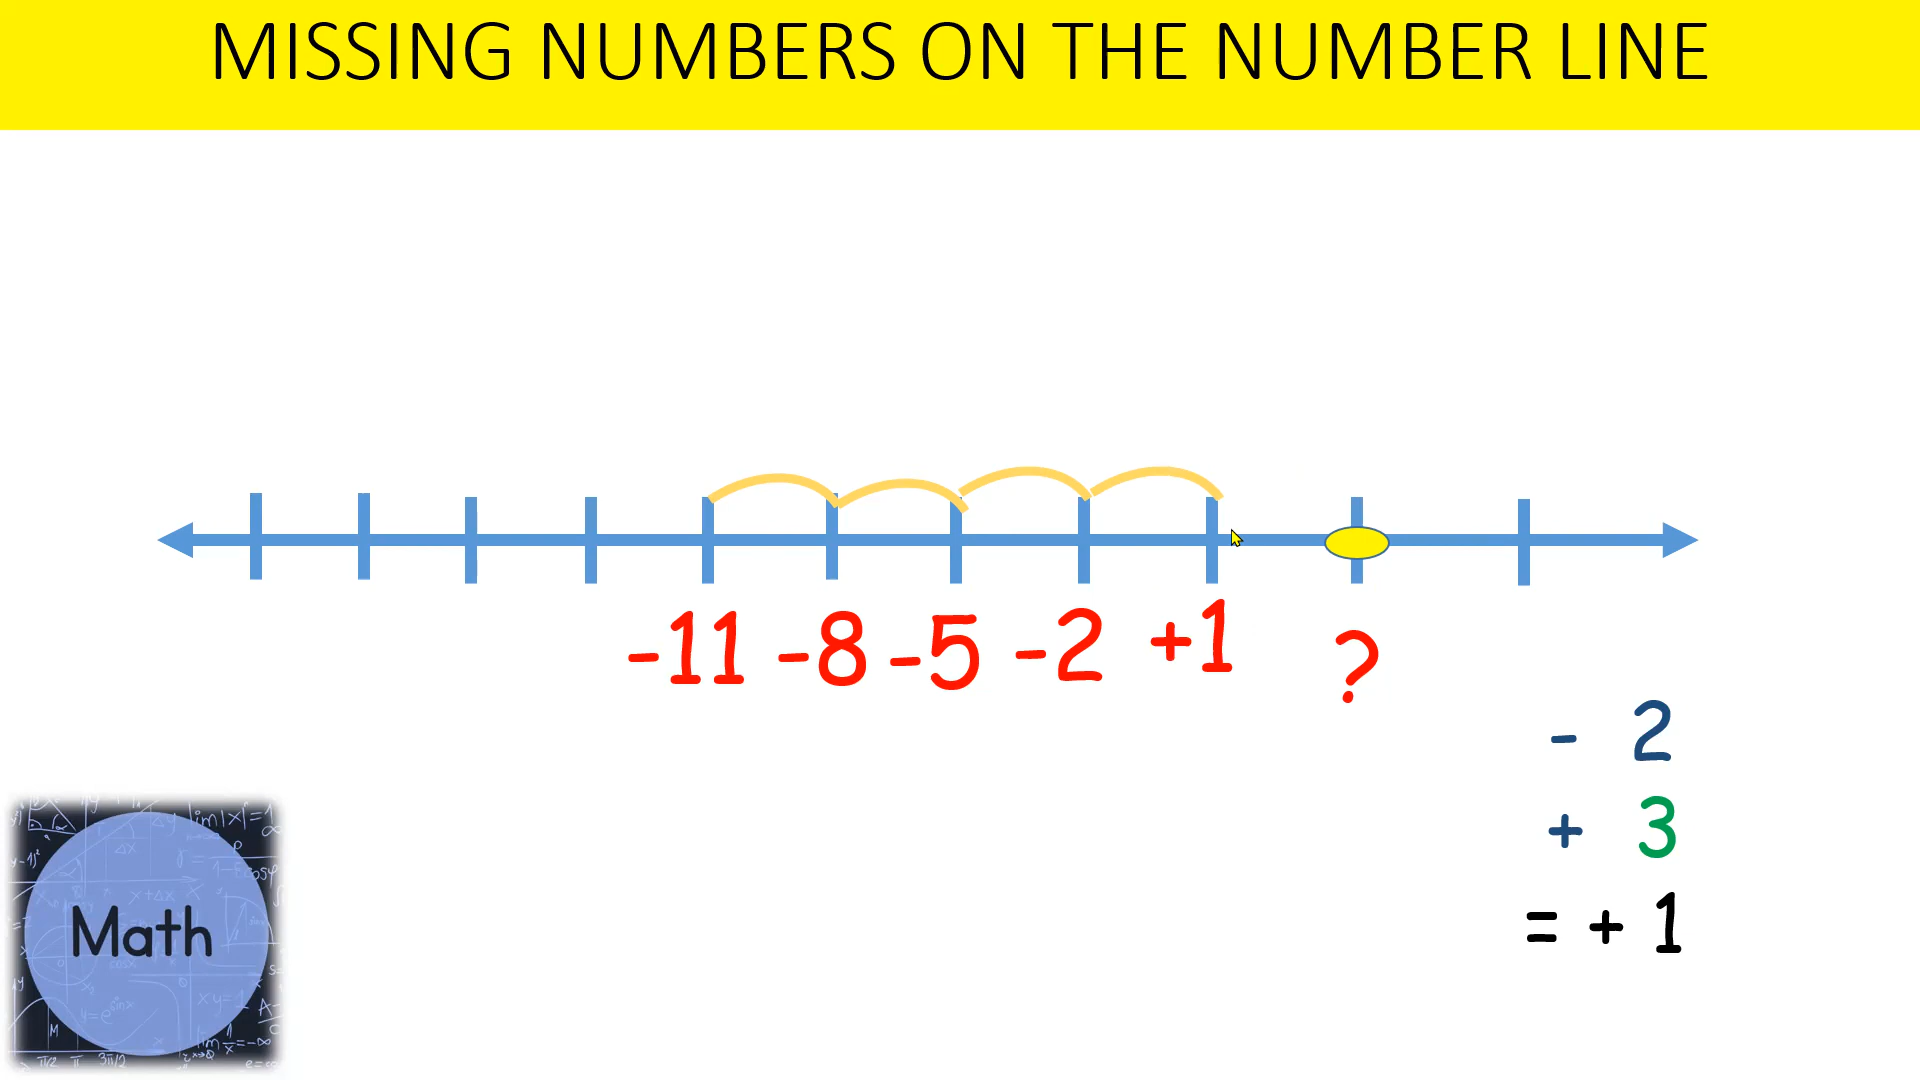 MISSING NUMBERS ON THE NUMBER LINE
-11 -8 -5 -2 +1 ?
- 2
+ 3
= + 1
Math